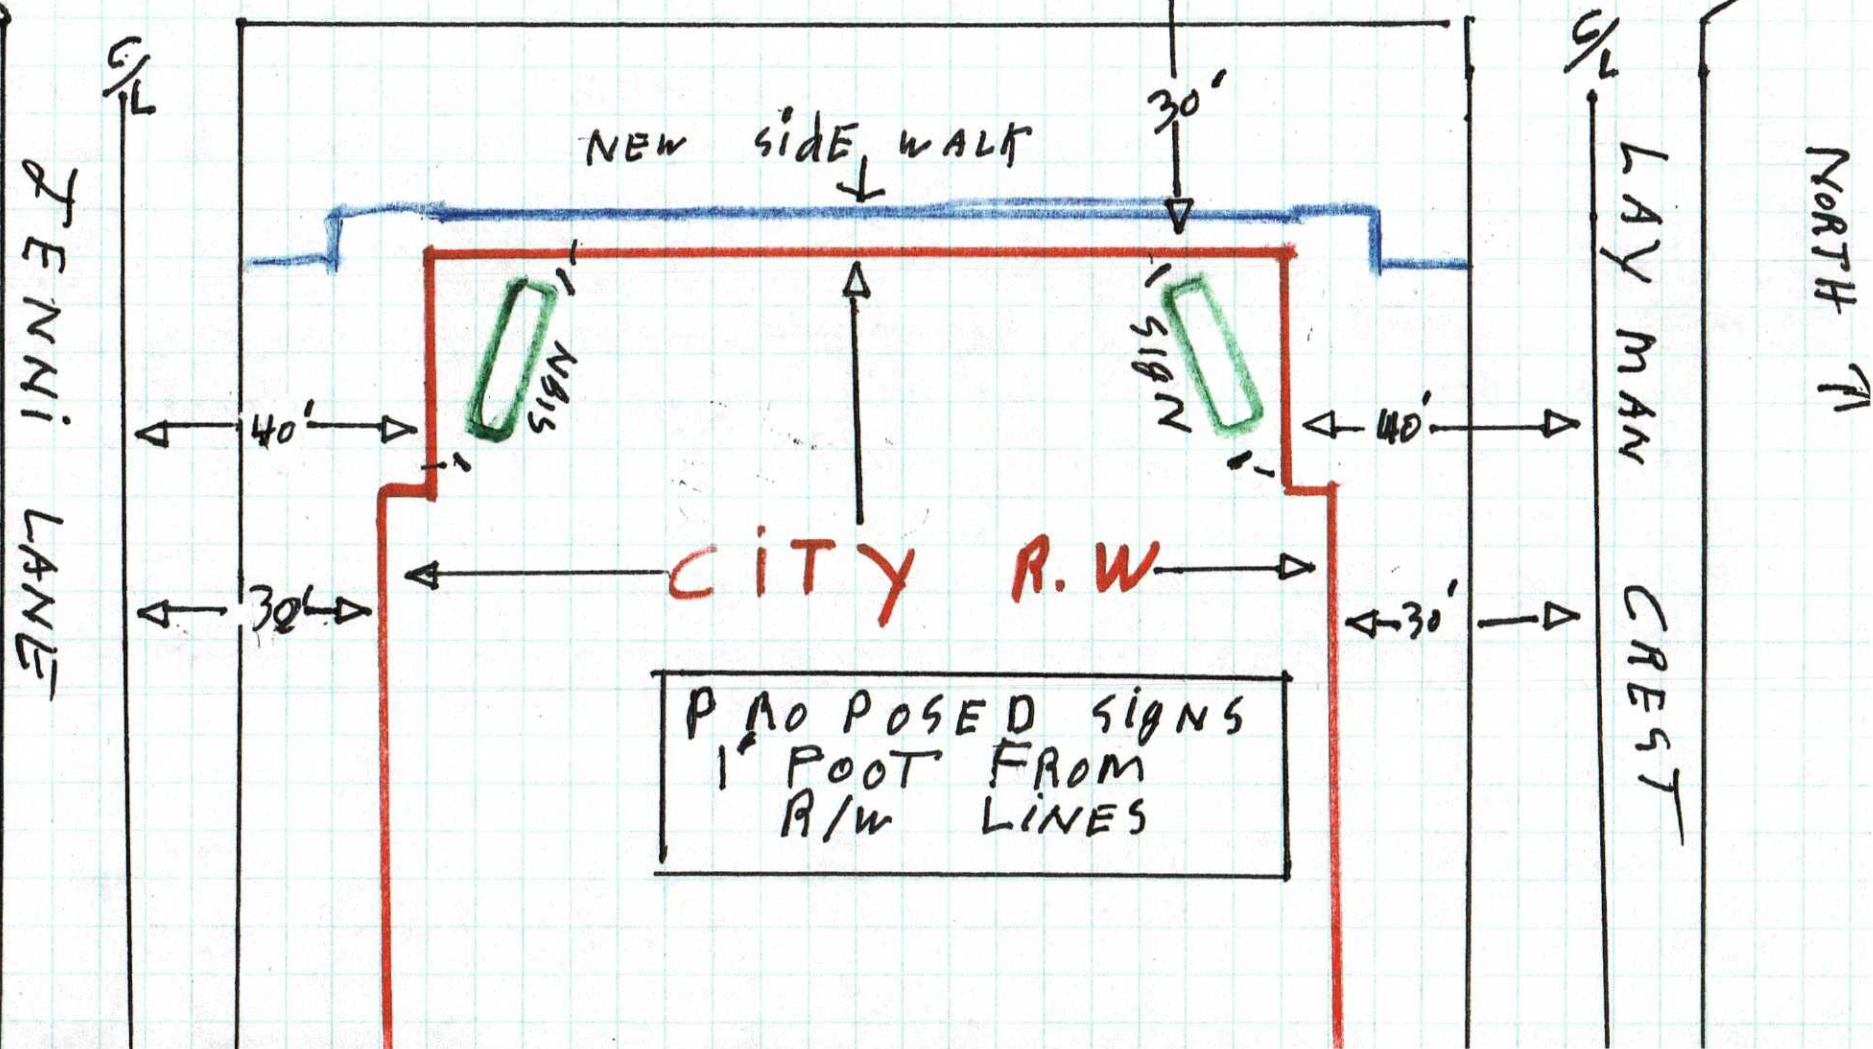 C/L
C/L
30'
NEW SidE WALK
JENNi LANE
LAYMAN CREST
NORTH
SIGN
SIGN
40'
40'
CiTY R.W
30'
30'
PROPOSED SigNS
1' FOOT FROM
R/W LiNES